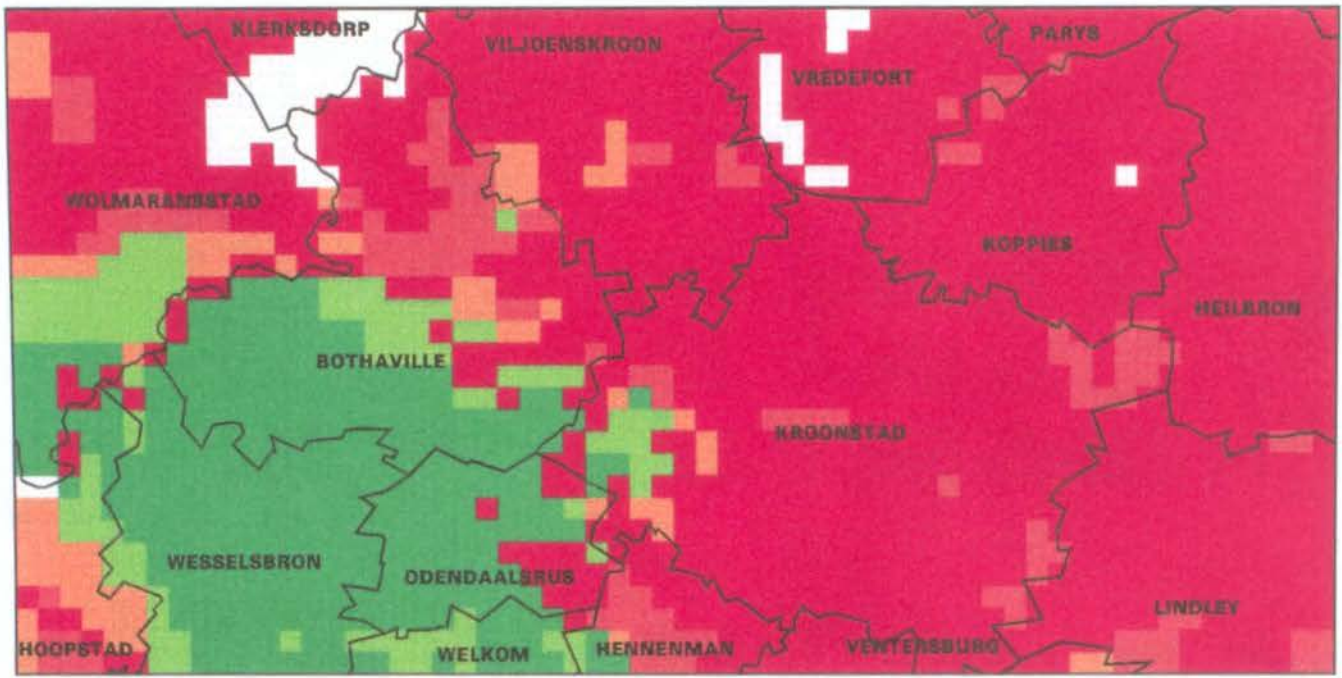 KLERKSDORP
VILJOENSKROON
PARYS
VREDEFORT
WOLMARANSSTAD
KOPPIES
HEILBRON
BOTHAVILLE
KROONSTAD
WESSELSBRON
ODENDAALSRUS
LINDLEY
HOOPSTAD
WELKOM
HENNENMAN
VENTERSBURG